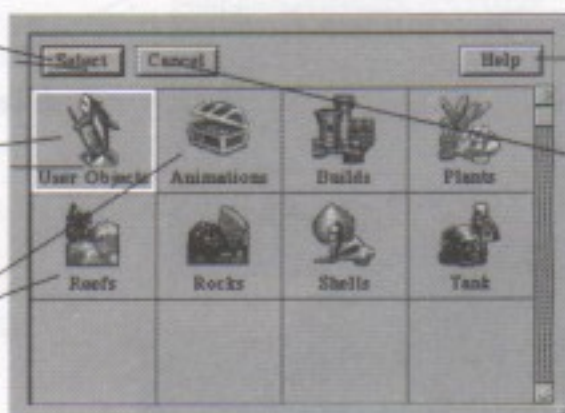 Select Cancel Help
User Objects Animations Builds Plants
Reefs Rocks Shells Tank